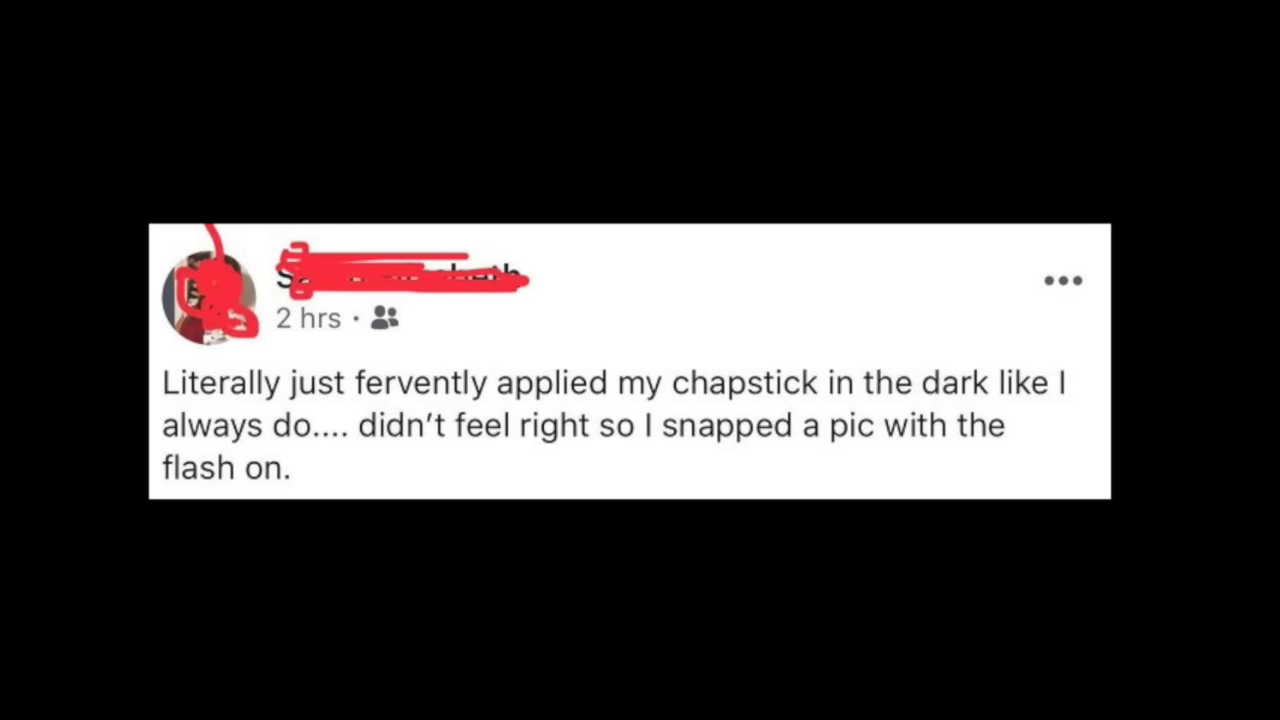 2 hrs ·
Literally just fervently applied my chapstick in the dark like I
always do.... didn't feel right so I snapped a pic with the
flash on.